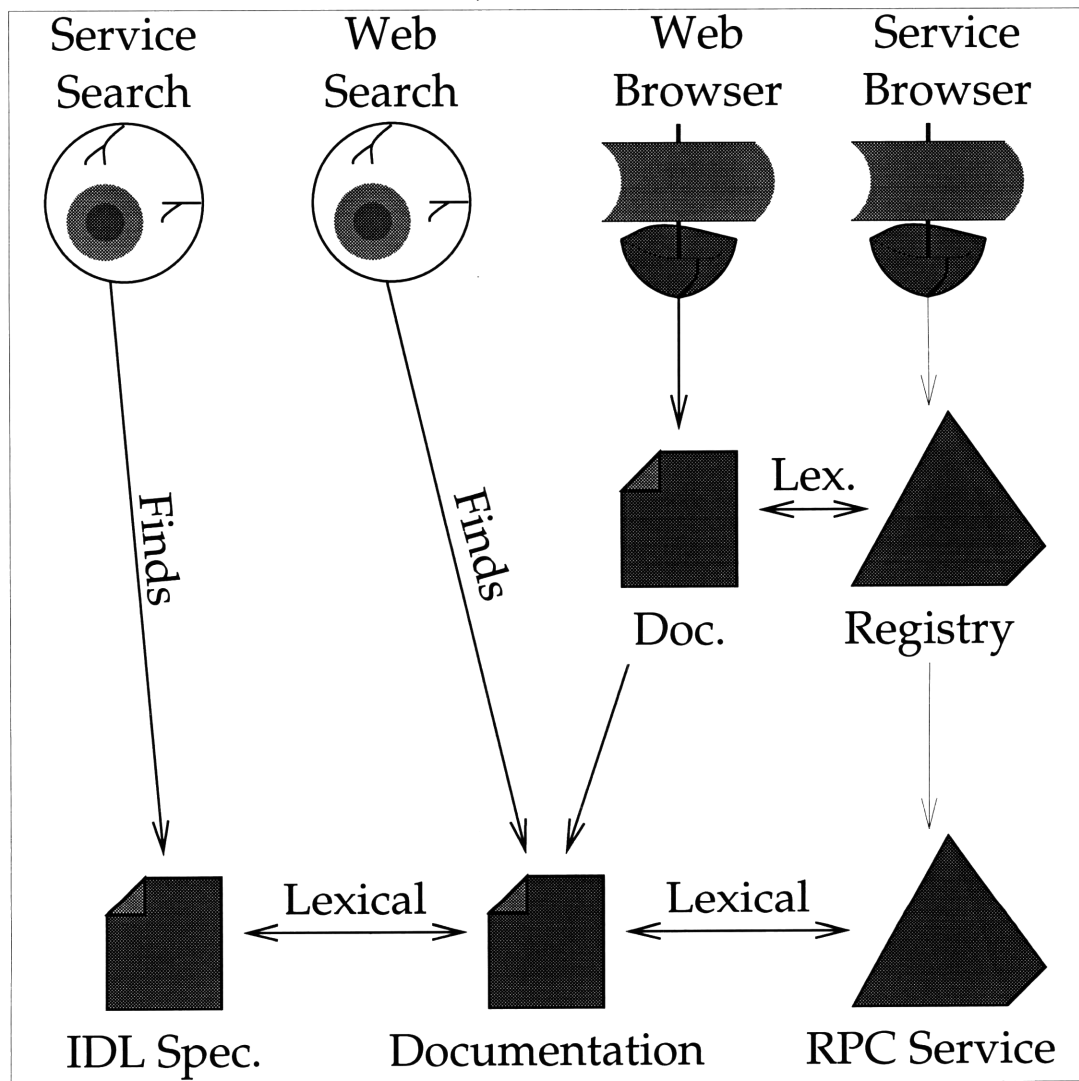 Service
Search
Web
Search
Web
Browser
Service
Browser
Finds
Finds
Lex.
Doc.
Registry
Lexical
Lexical
IDL Spec.
Documentation
RPC Service